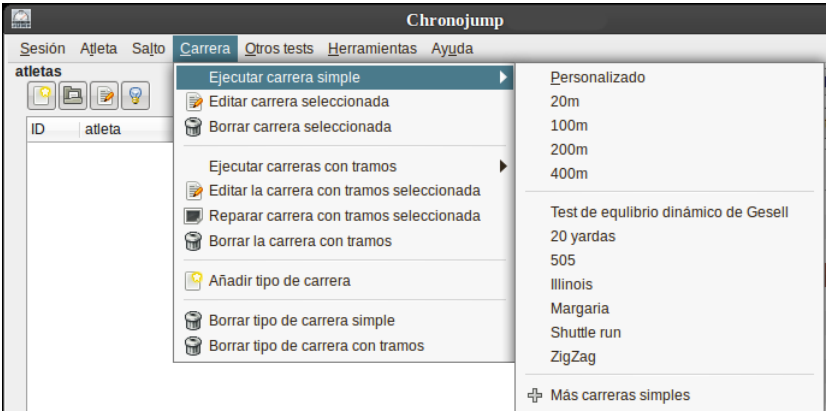 Chronojump
Sesión Atleta Salto Carrera Otros tests Herramientas Ayuda
atletas
ID atleta
Ejecutar carrera simple
Editar carrera seleccionada
Borrar carrera seleccionada
Ejecutar carreras con tramos
Editar la carrera con tramos seleccionada
Reparar carrera con tramos seleccionada
Borrar la carrera con tramos
Añadir tipo de carrera
Borrar tipo de carrera simple
Borrar tipo de carrera con tramos
Personalizado
20m
100m
200m
400m
Test de equlibrio dinámico de Gesell
20 yardas
505
Illinois
Margaria
Shuttle run
ZigZag
Más carreras simples